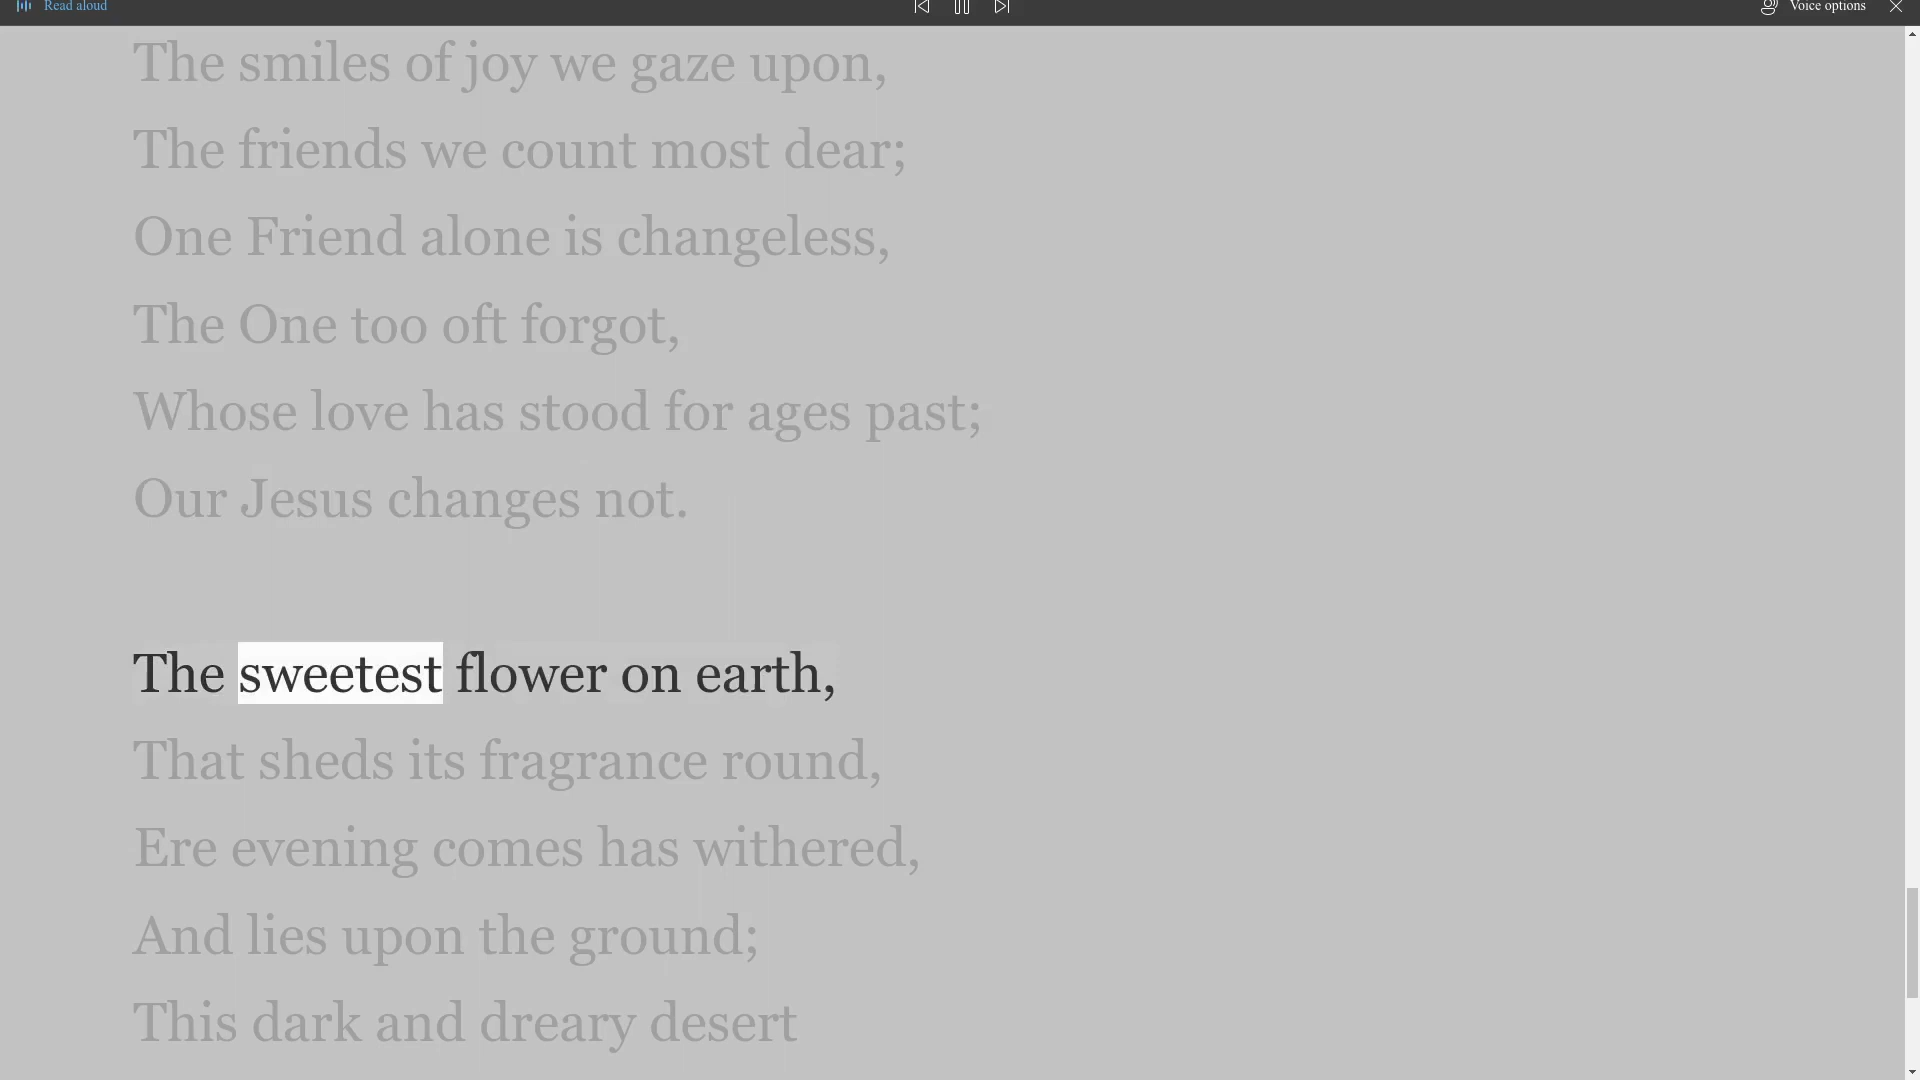 Read aloud
Voice options
The smiles of joy we gaze upon,
The friends we count most dear;
One Friend alone is changeless,
The One too oft forgot,
Whose love has stood for ages past;
Our Jesus changes not.
The sweetest flower on earth,
That sheds its fragrance round,
Ere evening comes has withered,
And lies upon the ground;
This dark and dreary desert